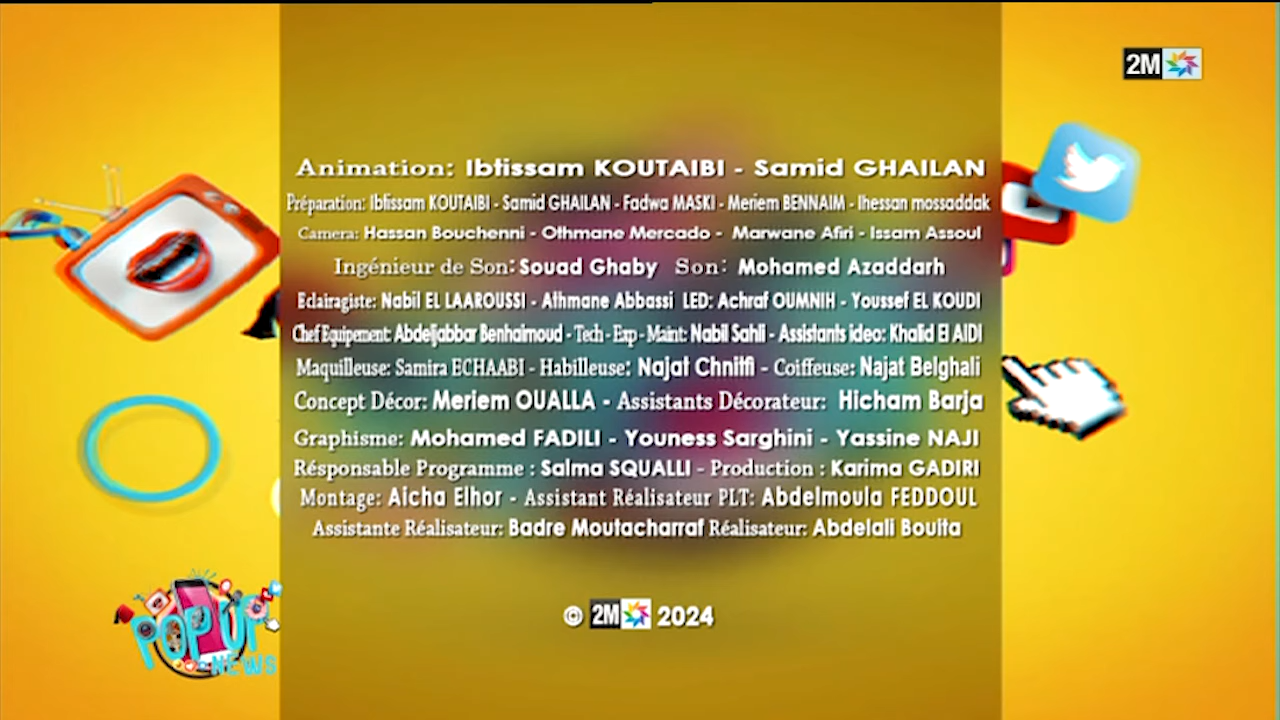 2M
Animation: Ibtissam KOUTAIBI - Samid GHAILAN
Préparation: Ibtissam KOUTAIBI - Samid GHAILAN - Fadwa MASKI - Meriem BENNAIM - Ihessan mossaddak
Camera: Hassan Bouchenni - Othmane Mercado - Marwane Afiri - Issam Assoul
Ingénieur de Son: Souad Ghaby Son: Mohamed Azaddarh
Eclairagiste: Nabil EL LAAROUSSI - Athmane Abbassi LED: Achraf OUMNIH - Youssef EL KOUDI
Chef Equipement: Abdeljabbar Benhaimoud - Tech - Exp - Maint: Nabil Sahli - Assistants ideo: Khalid El AIDI
Maquilleuse: Samira ECHAABI - Habilleuse: Najat Chnitfi - Coiffeuse: Najat Belghali
Concept Décor: Meriem OUALLA - Assistants Décorateur: Hicham Barja
Graphisme: Mohamed FADILI - Youness Sarghini - Yassine NAJI
Résponsable Programme : Salma SQUALLI - Production : Karima GADIRI
Montage: Aicha Elhor - Assistant Réalisateur PLT: Abdelmoula FEDDOUL
Assistante Réalisateur: Badre Moutacharraf Réalisateur: Abdelali Bouita
© 2M 2024
POP UP
NEWS